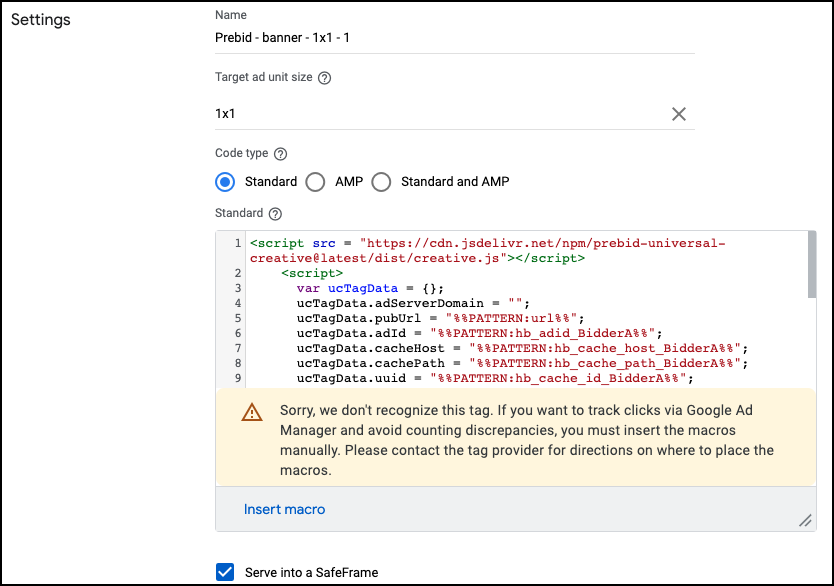 Settings
Name
Prebid - banner - 1x1 - 1
Target ad unit size ?
1x1
Code type ?
Standard AMP Standard and AMP
Standard ?
1 <script src = "https://cdn.jsdelivr.net/npm/prebid-universal-
creative@latest/dist/creative.js"></script>
2 <script>
3 var ucTagData = {};
4 ucTagData.adServerDomain = "";
5 ucTagData.pubUrl = "%%PATTERN:url%%";
6 ucTagData.adId = "%%PATTERN:hb_adid_BidderA%%";
7 ucTagData.cacheHost = "%%PATTERN:hb_cache_host_BidderA%%";
8 ucTagData.cachePath = "%%PATTERN:hb_cache_path_BidderA%%";
9 ucTagData.uuid = "%%PATTERN:hb_cache_id_BidderA%%";
Sorry, we don't recognize this tag. If you want to track clicks via Google Ad
Manager and avoid counting discrepancies, you must insert the macros
manually. Please contact the tag provider for directions on where to place the
macros.
Insert macro
Serve into a SafeFrame